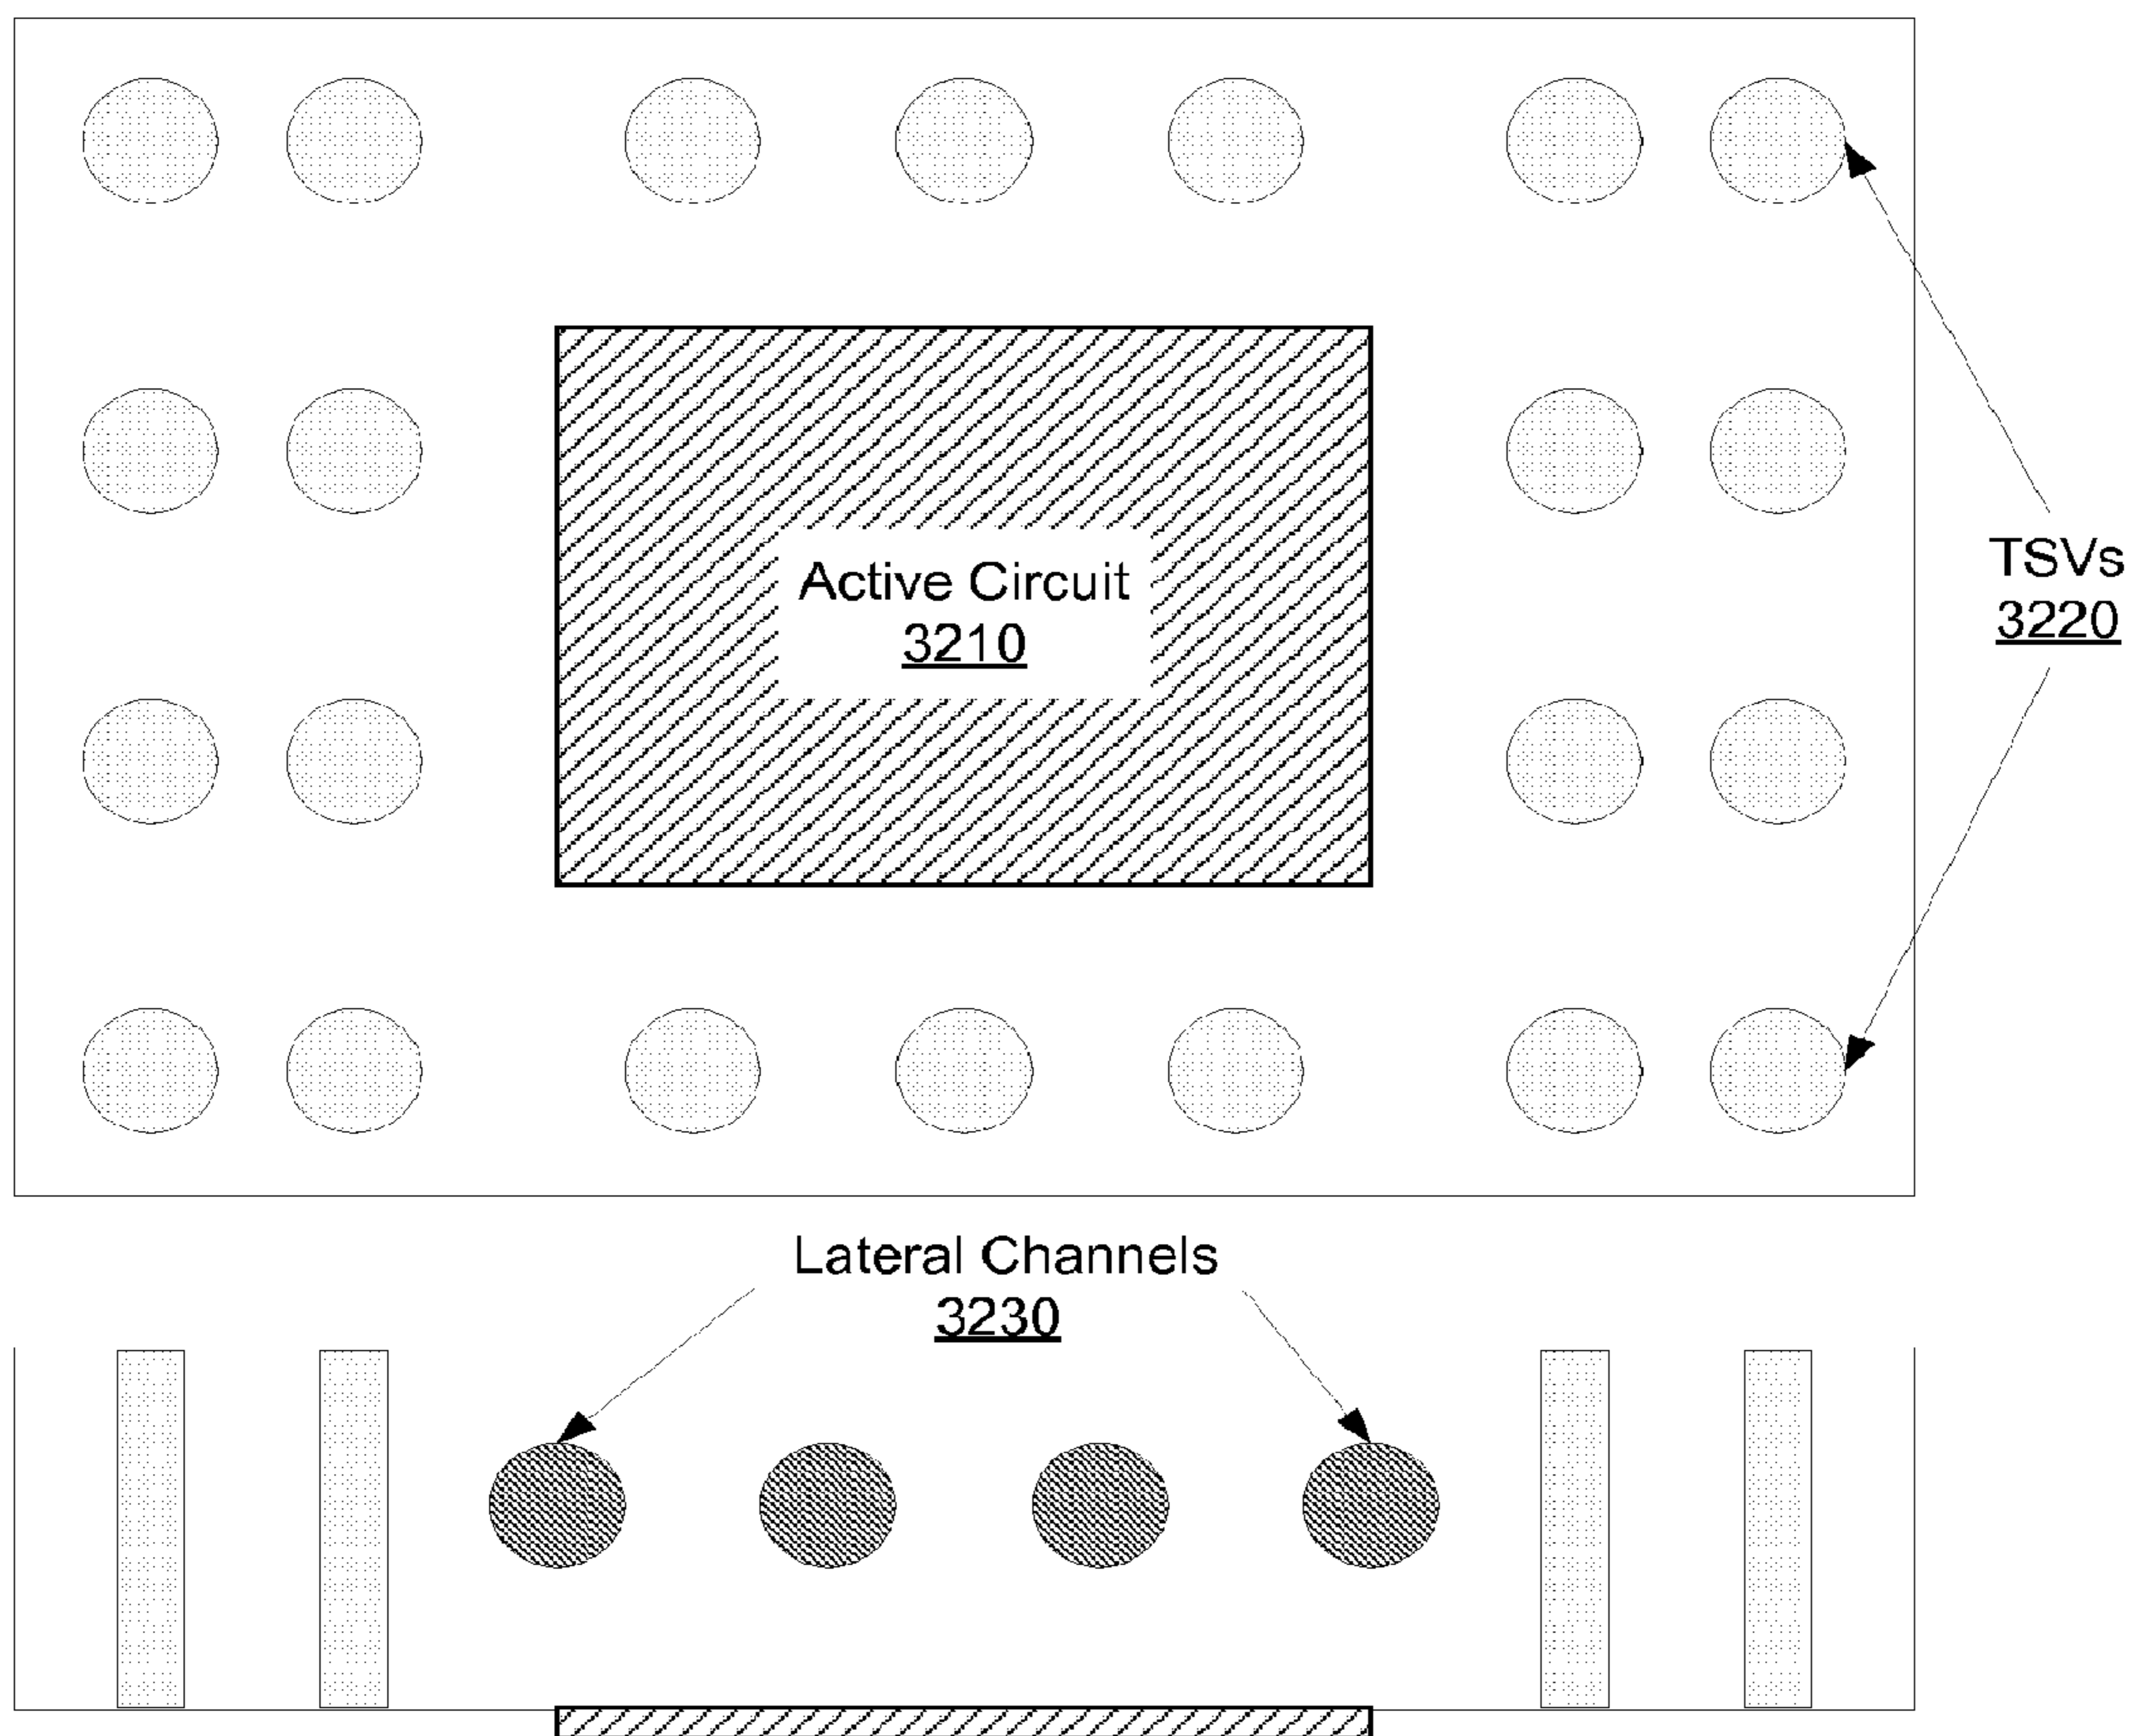 Active Circuit
3210
TSVs
3220
Lateral Channels
3230